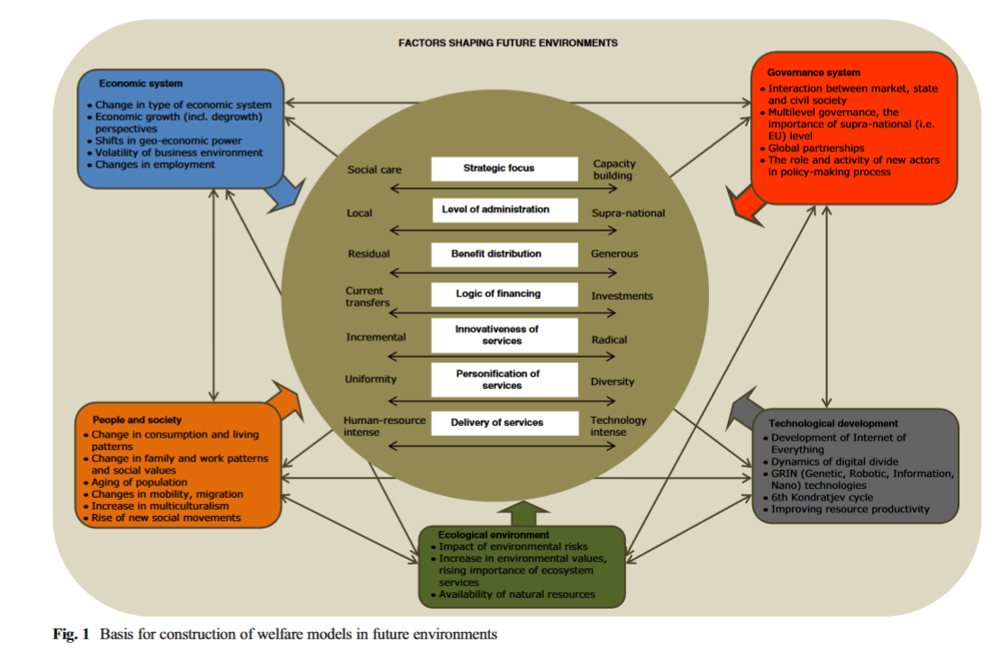 FACTORS SHAPING FUTURE ENVIRONMENTS
Economic system
• Change in type of economic system
• Economic growth (incl. degrowth)
perspectives
• Shifts in geo-economic power
• Volatility of business environment
• Changes in employment
Governance system
• Interaction between market, state
and civil society
• Multilevel governance, the
importance of supra-national (i.e.
EU) level
• Global partnerships
• The role and activity of new actors
in policy-making process
Social care
Strategic focus
Capacity
building
Local
Level of administration
Supra-national
Residual
Benefit distribution
Generous
Current
transfers
Logic of financing
Investments
Incremental
Innovativeness of
services
Radical
Uniformity
Personification of
services
Diversity
Human-resource
intense
Delivery of services
Technology
intense
People and society
• Change in consumption and living
patterns
• Change in family and work patterns
and social values
• Aging of population
• Changes in mobility, migration
• Increase in multiculturalism
• Rise of new social movements
Technological development
• Development of Internet of
Everything
• Dynamics of digital divide
• GRIN (Genetic, Robotic, Information,
Nano) technologies
• 6th Kondratjev cycle
• Improving resource productivity
Ecological environment
• Impact of environmental risks
• Increase in environmental values,
rising importance of ecosystem
services
• Availability of natural resources
Fig. 1 Basis for construction of welfare models in future environments